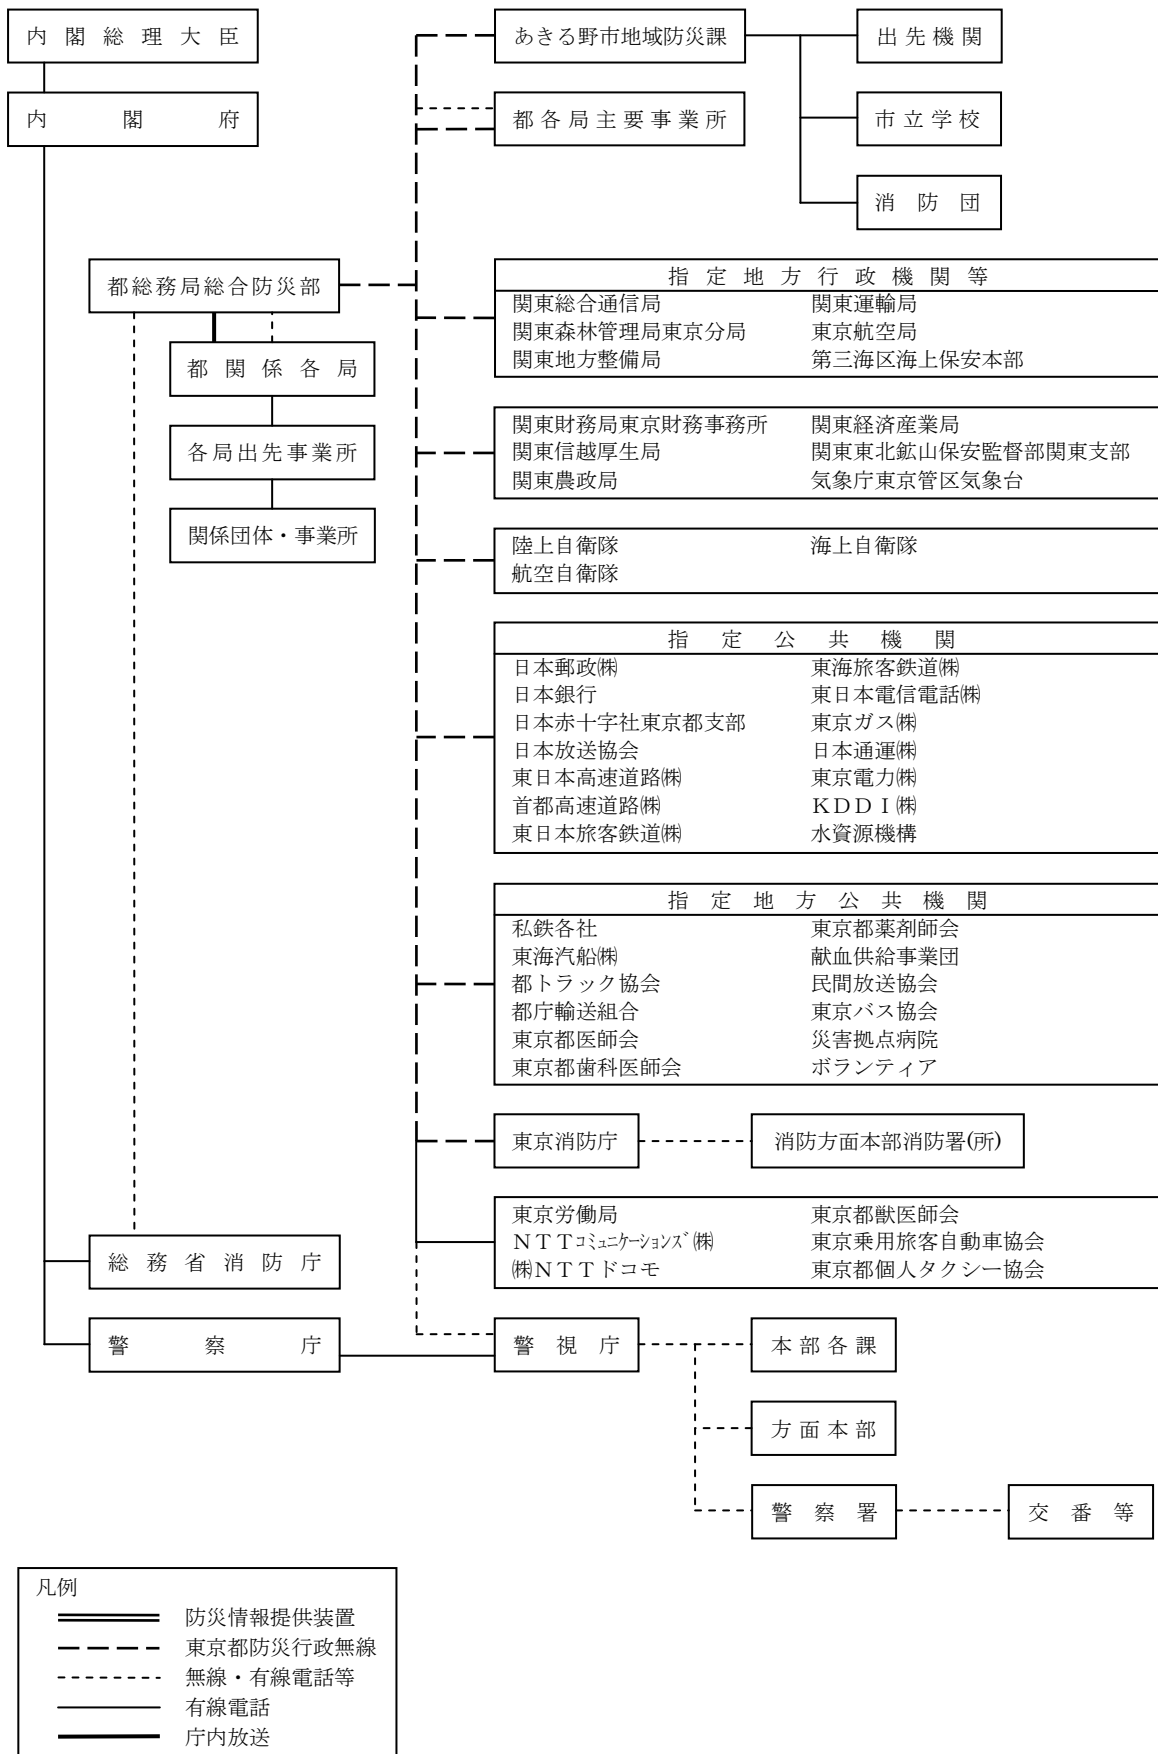 内閣総理大臣
内閣府
都総務局総合防災部
都関係各局
各局出先事業所
関係団体・事業所
総務省消防庁
警察庁
あきる野市地域防災課
出先機関
都各局主要事業所
市立学校
消防団
指定地方行政機関等
関東総合通信局 関東運輸局
関東森林管理局東京分局 東京航空局
関東地方整備局 第三海区海上保安本部
関東財務局東京財務事務所 関東経済産業局
関東信越厚生局 関東東北鉱山保安監督部関東支部
関東農政局 気象庁東京管区気象台
陸上自衛隊 海上自衛隊
航空自衛隊
指定公共機関
日本郵政㈱ 東海旅客鉄道㈱
日本銀行 東日本電信電話㈱
日本赤十字社東京都支部 東京ガス㈱
日本放送協会 日本通運㈱
東日本高速道路㈱ 東京電力㈱
首都高速道路㈱ ＫＤＤＩ㈱
東日本旅客鉄道㈱ 水資源機構
指定地方公共機関
私鉄各社 東京都薬剤師会
東海汽船㈱ 献血供給事業団
都トラック協会 民間放送協会
都庁輸送組合 東京バス協会
東京都医師会 災害拠点病院
東京都歯科医師会 ボランティア
東京消防庁
消防方面本部消防署(所)
東京労働局 東京都獣医師会
ＮＴＴｺﾐｭﾆｹｰｼｮﾝｽﾞ㈱ 東京乗用旅客自動車協会
㈱ＮＴＴドコモ 東京都個人タクシー協会
警視庁
本部各課
方面本部
警察署
交番等
凡例
防災情報提供装置
東京都防災行政無線
無線・有線電話等
有線電話
庁内放送